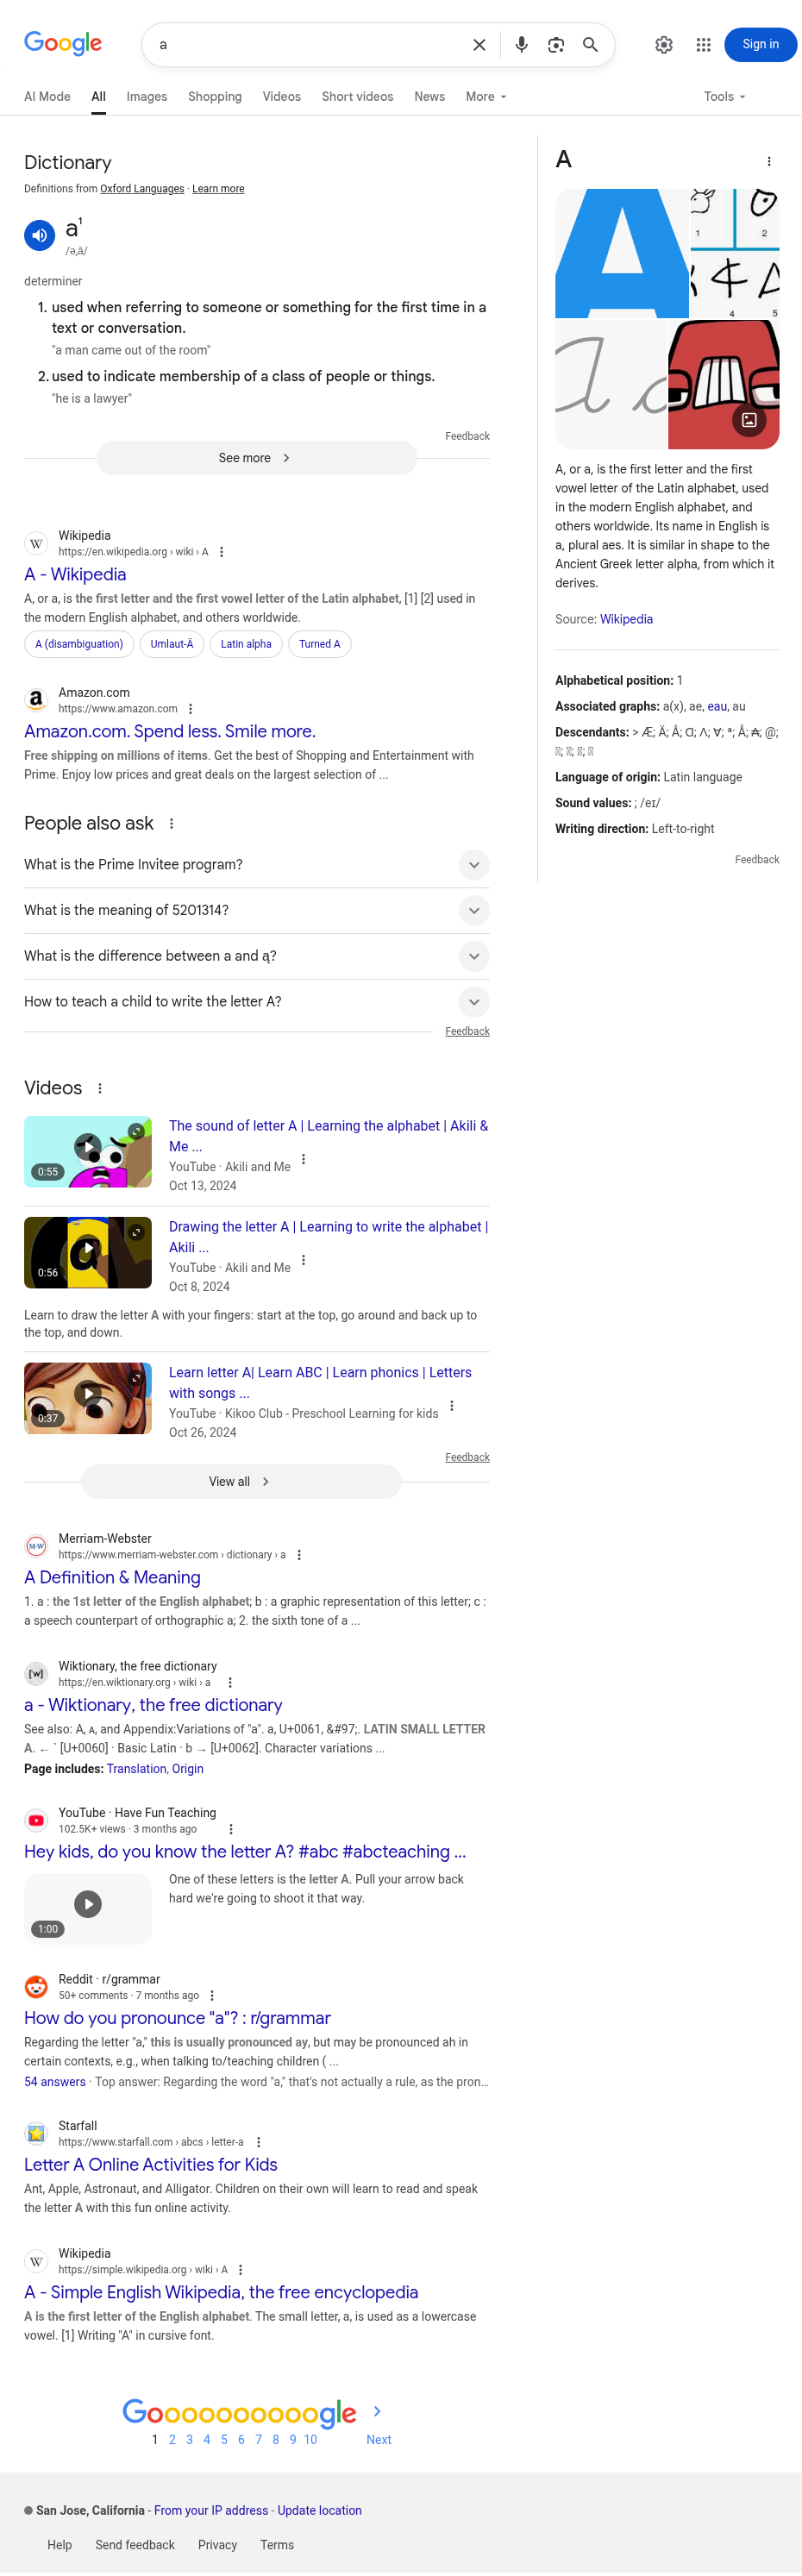 Google
a
Sign in
AI Mode
All
Images
Shopping
Videos
Short videos
News
More
Tools
Dictionary
Definitions from Oxford Languages · Learn more
a¹
/ə,ā/
determiner
1. used when referring to someone or something for the first time in a
text or conversation.
"a man came out of the room"
2. used to indicate membership of a class of people or things.
"he is a lawyer"
Feedback
See more
Wikipedia
https://en.wikipedia.org › wiki › A
A - Wikipedia
A, or a, is the first letter and the first vowel letter of the Latin alphabet, [1] [2] used in
the modern English alphabet, and others worldwide.
A (disambiguation)
Umlaut-Ä
Latin alpha
Turned A
Amazon.com
https://www.amazon.com
Amazon.com. Spend less. Smile more.
Free shipping on millions of items. Get the best of Shopping and Entertainment with
Prime. Enjoy low prices and great deals on the largest selection of ...
People also ask
What is the Prime Invitee program?
What is the meaning of 5201314?
What is the difference between a and ą?
How to teach a child to write the letter A?
Feedback
Videos
0:55
The sound of letter A | Learning the alphabet | Akili &
Me ...
YouTube · Akili and Me
Oct 13, 2024
a
0:56
Drawing the letter A | Learning to write the alphabet |
Akili ...
YouTube · Akili and Me
Oct 8, 2024
Learn to draw the letter A with your fingers: start at the top, go around and back up to
the top, and down.
0:37
Learn letter A| Learn ABC | Learn phonics | Letters
with songs ...
YouTube · Kikoo Club - Preschool Learning for kids
Oct 26, 2024
Feedback
View all
M-W
Merriam-Webster
https://www.merriam-webster.com › dictionary › a
A Definition & Meaning
1. a : the 1st letter of the English alphabet; b : a graphic representation of this letter; c :
a speech counterpart of orthographic a; 2. the sixth tone of a ...
[w]
Wiktionary, the free dictionary
https://en.wiktionary.org › wiki › a
a - Wiktionary, the free dictionary
See also: A, ᴀ, and Appendix:Variations of "a". a, U+0061, &#97;. LATIN SMALL LETTER
A. ← ` [U+0060] · Basic Latin · b → [U+0062]. Character variations ...
Page includes: Translation, Origin
YouTube · Have Fun Teaching
102.5K+ views · 3 months ago
Hey kids, do you know the letter A? #abc #abcteaching ...
1:00
One of these letters is the letter A. Pull your arrow back
hard we're going to shoot it that way.
Reddit · r/grammar
50+ comments · 7 months ago
How do you pronounce "a"? : r/grammar
Regarding the letter "a," this is usually pronounced ay, but may be pronounced ah in
certain contexts, e.g., when talking to/teaching children ( ...
54 answers · Top answer: Regarding the word "a," that's not actually a rule, as the pron...
Starfall
https://www.starfall.com › abcs › letter-a
Letter A Online Activities for Kids
Ant, Apple, Astronaut, and Alligator. Children on their own will learn to read and speak
the letter A with this fun online activity.
Wikipedia
https://simple.wikipedia.org › wiki › A
A - Simple English Wikipedia, the free encyclopedia
A is the first letter of the English alphabet. The small letter, a, is used as a lowercase
vowel. [1] Writing "A" in cursive font.
A
A
1 2
4 5
A, or a, is the first letter and the first
vowel letter of the Latin alphabet, used
in the modern English alphabet, and
others worldwide. Its name in English is
a, plural aes. It is similar in shape to the
Ancient Greek letter alpha, from which it
derives.
Source: Wikipedia
Alphabetical position: 1
Associated graphs: a(x), ae, eau, au
Descendants: > Æ; Ä; Â; Ɑ; Λ; Ɐ; ª; Å; ₳; @;
Language of origin: Latin language
Sound values: ; /eɪ/
Writing direction: Left-to-right
Feedback
Goooooooooogle
1 2 3 4 5 6 7 8 9 10 Next
San Jose, California - From your IP address - Update location
Help
Send feedback
Privacy
Terms